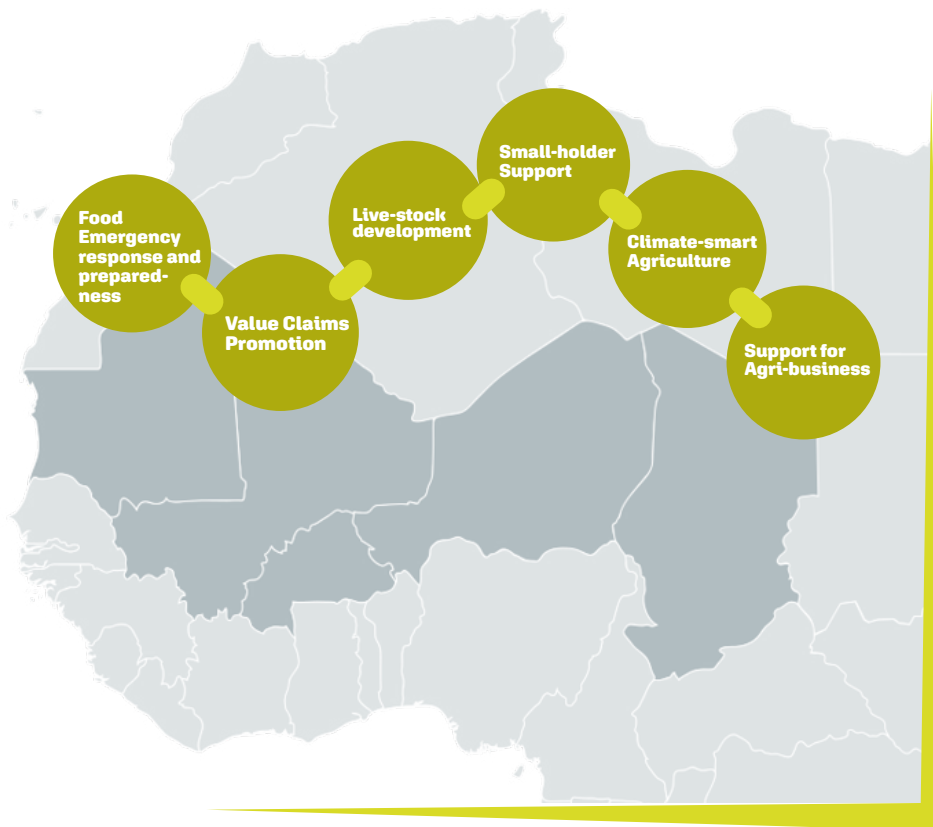 Food
Emergency
response and
prepared-
ness
Value Claims
Promotion
Live-stock
development
Small-holder
Support
Climate-smart
Agriculture
Support for
Agri-business